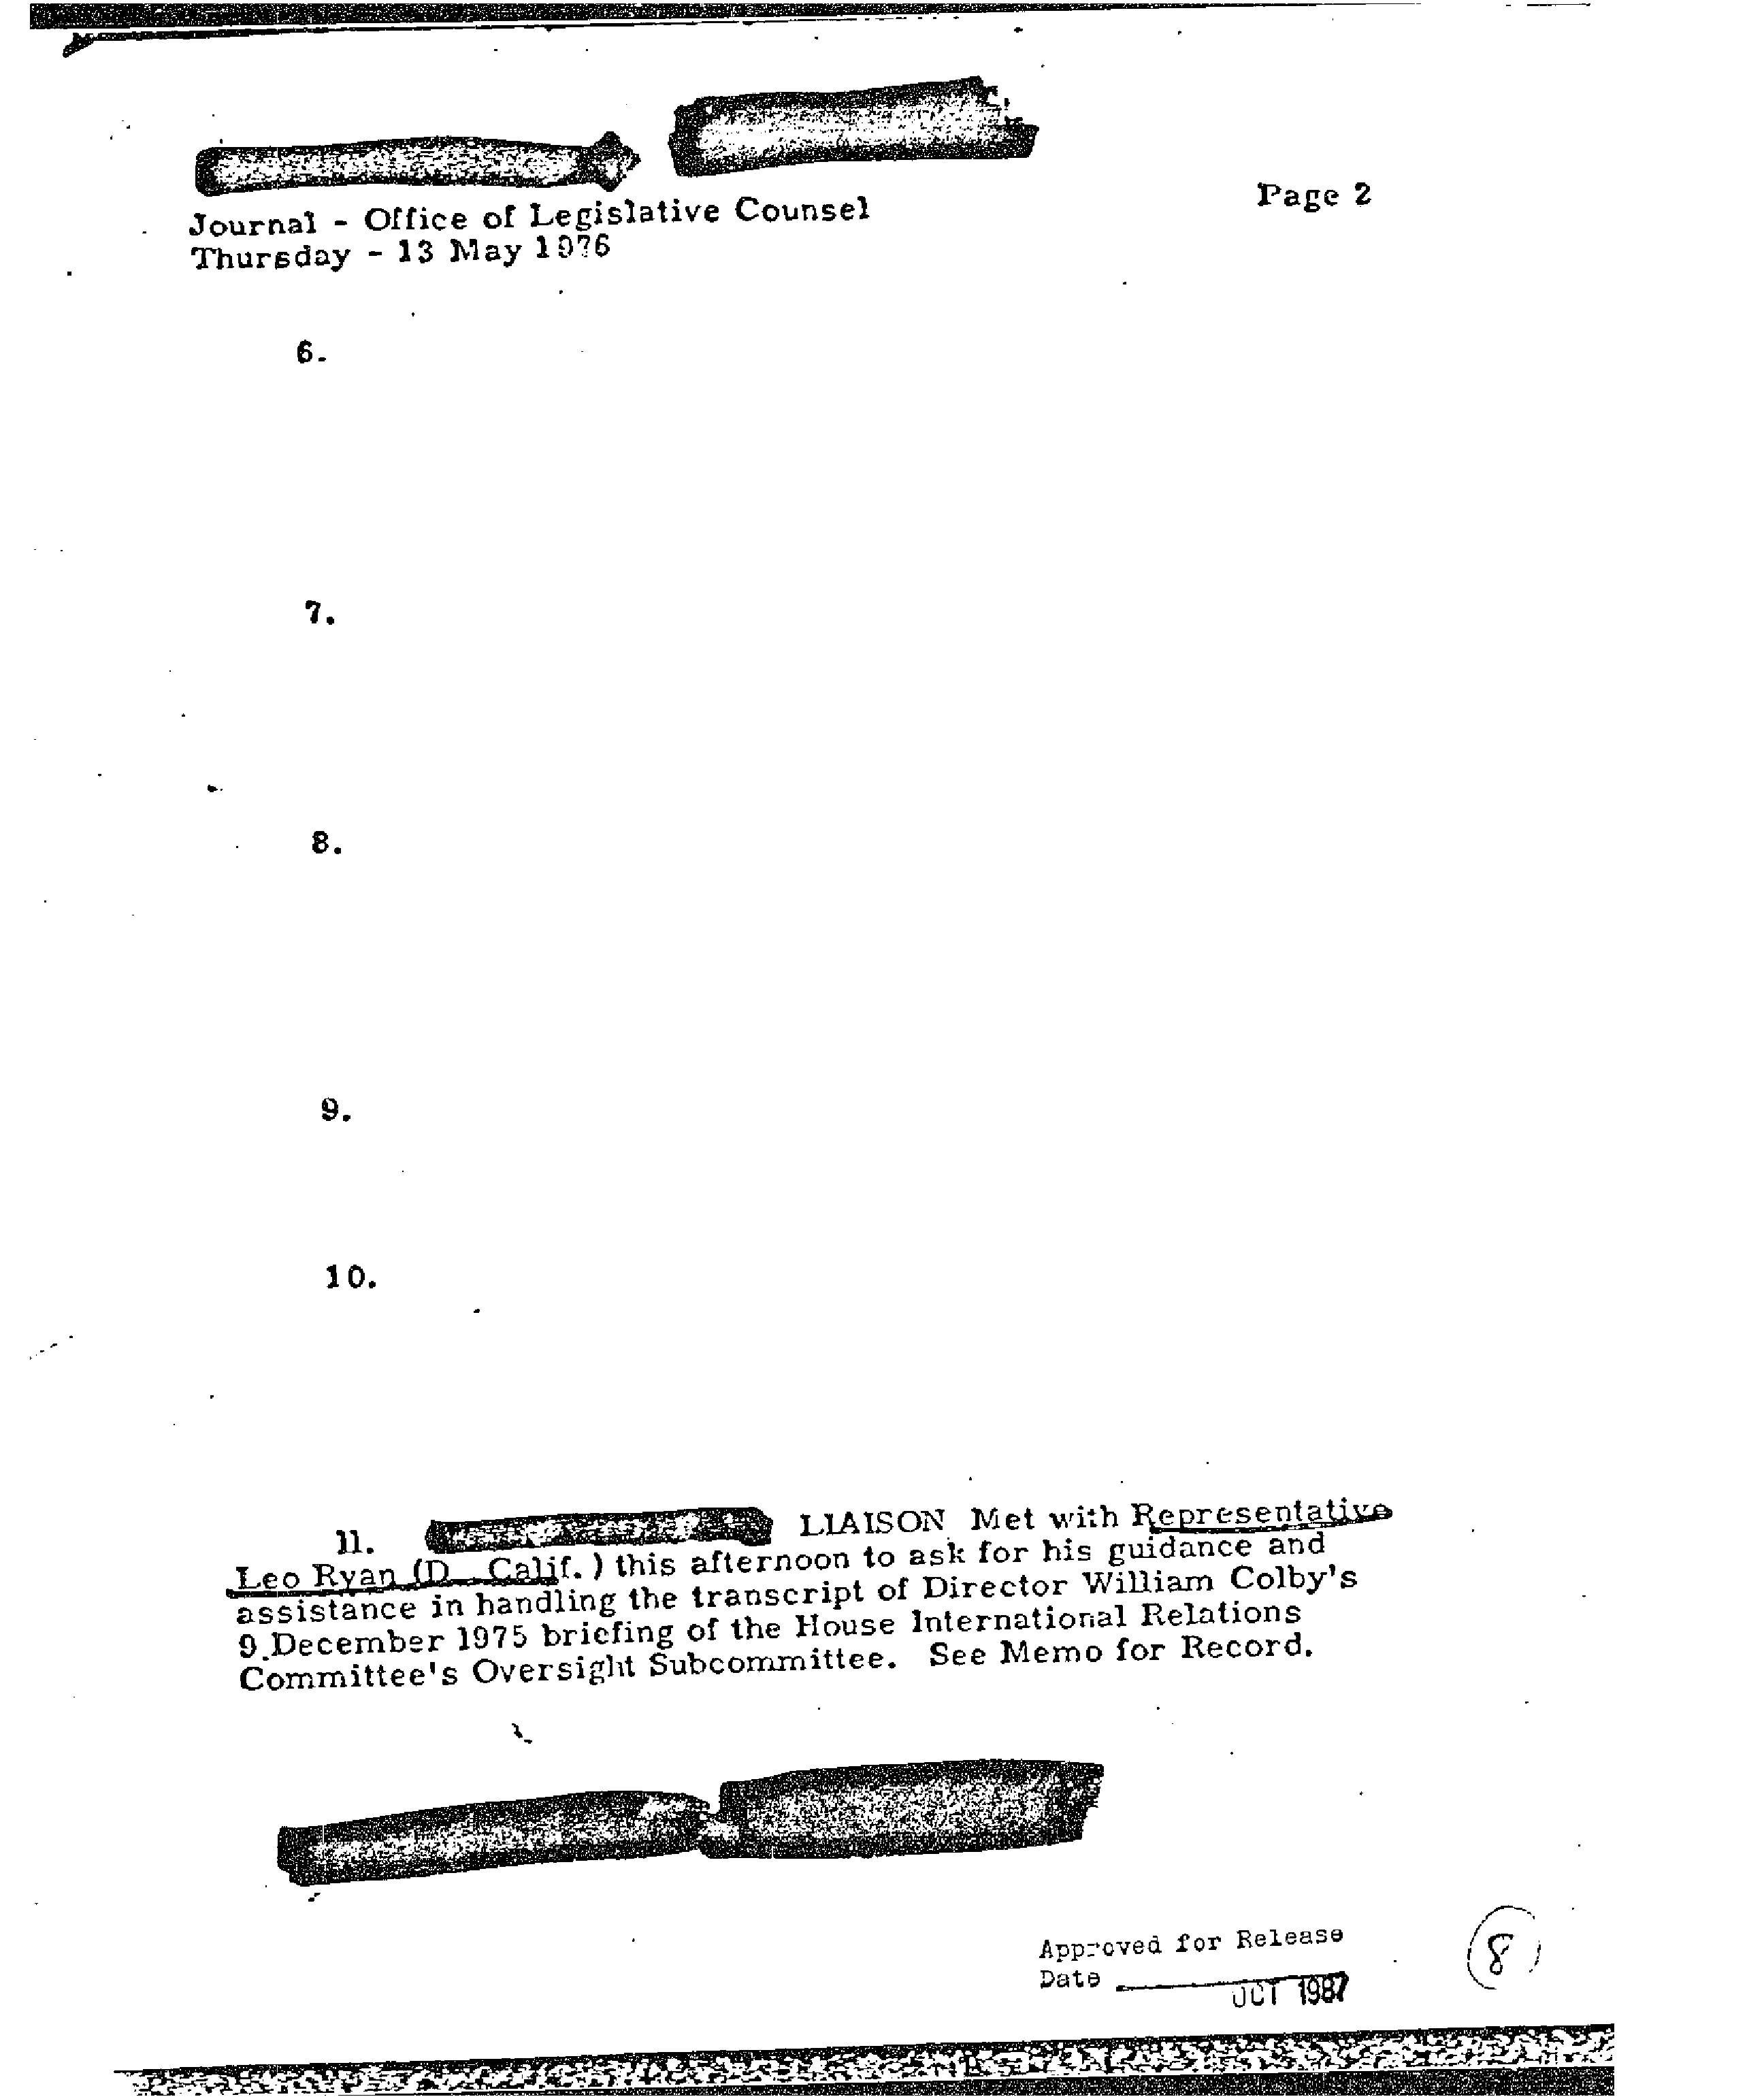 Page 2
Journal - Office of Legislative Counsel
Thursday - 13 May 1976
6.
7.
8.
9.
10.
11. LIAISON Met with Representative
Leo Ryan (D., Calif.) this afternoon to ask for his guidance and
assistance in handling the transcript of Director William Colby's
9 December 1975 briefing of the House International Relations
Committee's Oversight Subcommittee. See Memo for Record.
Approved for Release
Date OCT 1987
8